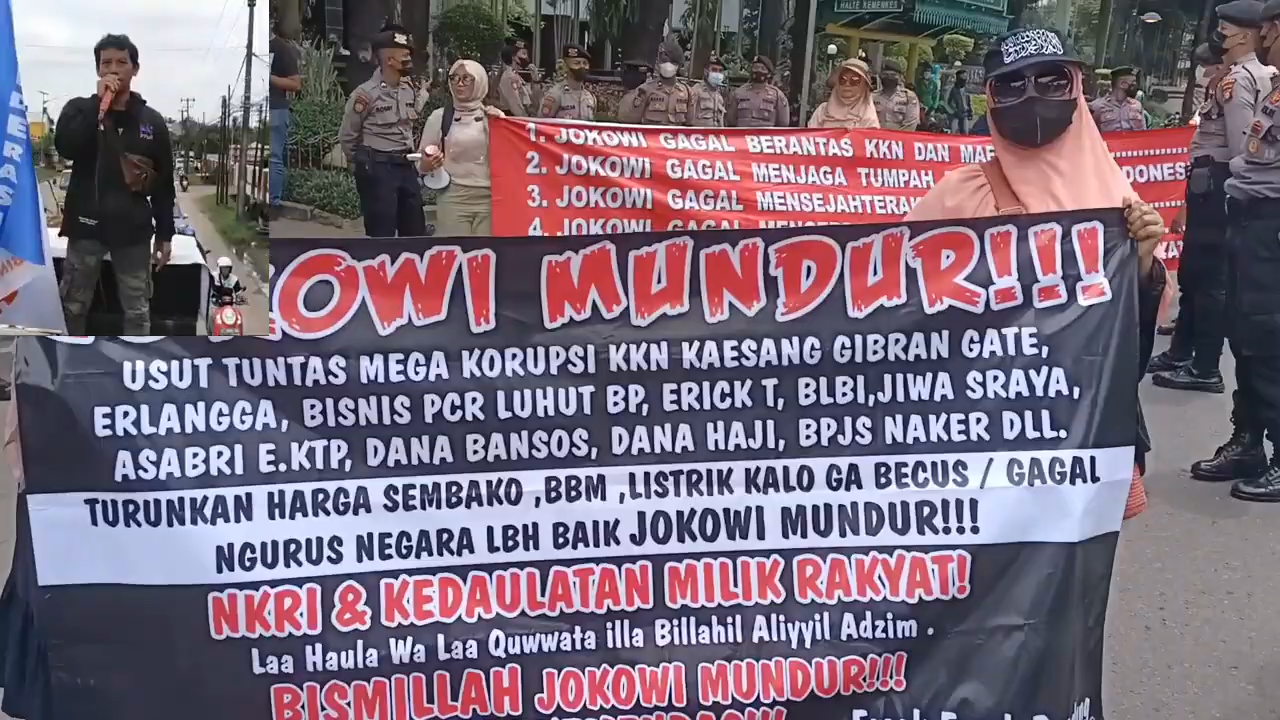 HALTE KEMENKES
1. JOKOWI GAGAL BERANTAS KKN DAN
2. JOKOWI GAGAL MENJAGA TUMPAH
3. JOKOWI GAGAL
4. JOKOWI GAGAL
MUNDUR!!!
USUT TUNTAS MEGA KORUPSI KKN KAESANG GIBRAN GATE,
ERLANGGA, BISNIS PCR LUHUT BP, ERICK T, BLBI,JIWA SRAYA,
ASABRI E.KTP, DANA BANSOS, DANA HAJI, BPJS NAKER DLL.
TURUNKAN HARGA SEMBAKO ,BBM ,LISTRIK KALO GA BECUS / GAGAL
NGURUS NEGARA LBH BAIK JOKOWI MUNDUR!!!
NKRI & KEDAULATAN MILIK RAKYAT!
Laa Haula Wa Laa Quwwata illa Billahil Aliyyil Adzim .
BISMILLAH JOKOWI MUNDUR!!!